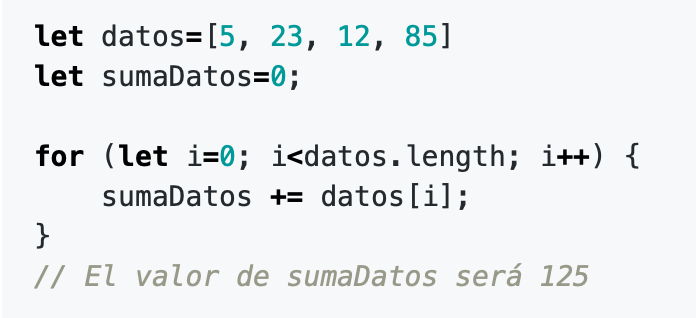 let datos=[5, 23, 12, 85]
let sumaDatos=0;

for (let i=0; i<datos.length; i++) {
    sumaDatos += datos[i];
}
// El valor de sumaDatos será 125